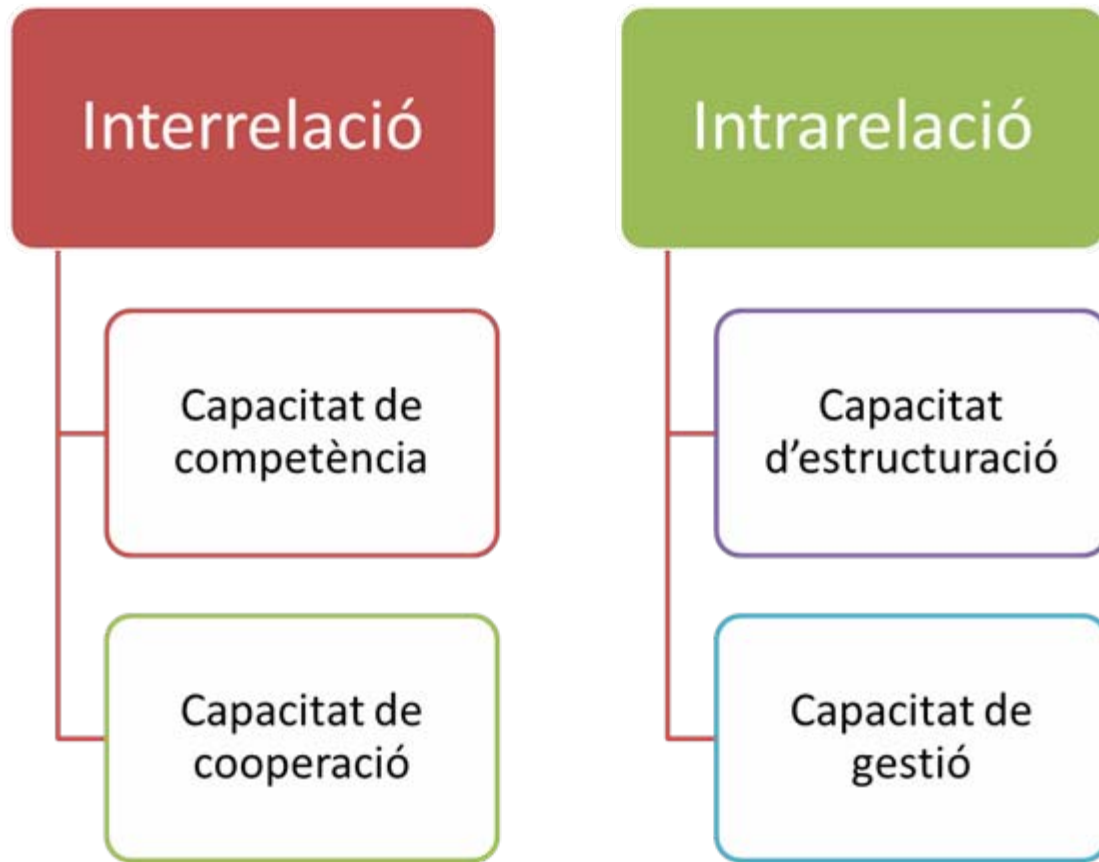 Interrelació
Capacitat de
competència
Capacitat de
cooperació
Intrarelació
Capacitat
d’estructuració
Capacitat de
gestió